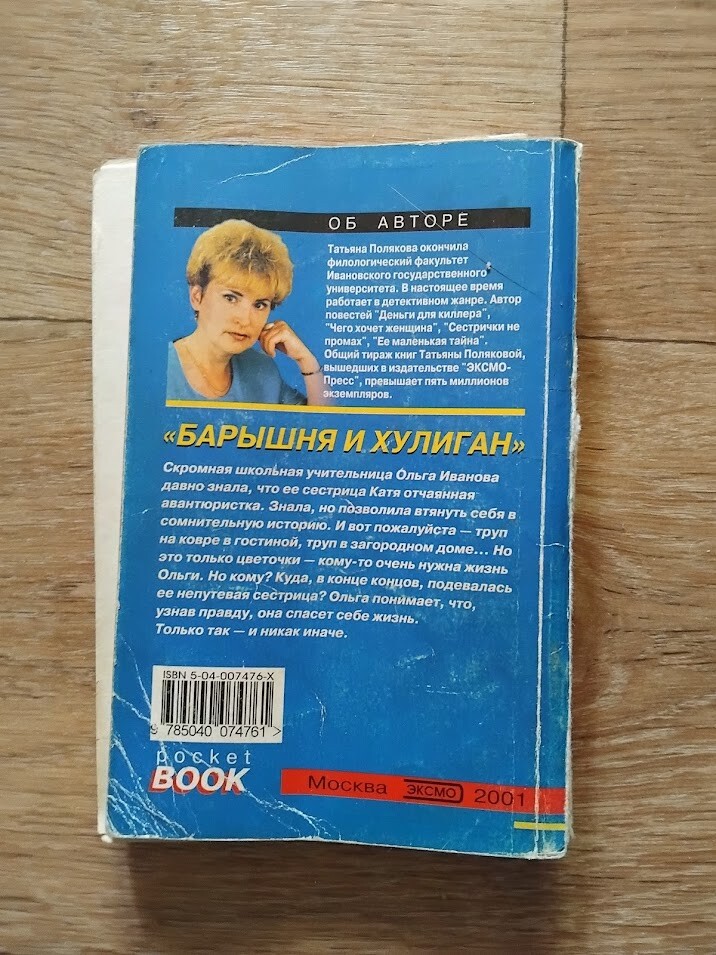 ОБ АВТОРЕ
Татьяна Полякова окончила
филологический факультет
Ивановского государственного
университета. В настоящее время
работает в детективном жанре. Автор
повестей "Деньги для киллера",
"Чего хочет женщина", "Сестрички не
промах", "Ее маленькая тайна".
Общий тираж книг Татьяны Поляковой,
вышедших в издательстве "ЭКСМО-
Пресс", превышает пять миллионов
экземпляров.
«БАРЫШНЯ И ХУЛИГАН»
Скромная школьная учительница Ольга Иванова
давно знала, что ее сестрица Катя отчаянная
авантюристка. Знала, но позволила втянуть себя в
сомнительную историю. И вот пожалуйста — труп
на ковре в гостиной, труп в загородном доме... Но
это только цветочки — кому-то очень нужна жизнь
Ольги. Но кому? Куда, в конце концов, подевалась
ее непутевая сестрица? Ольга понимает, что,
узнав правду, она спасет себе жизнь.
Только так — и никак иначе.
ISBN 5-04-007476-X
9 785040 074761 >
pocket
BOOK
Москва ЭКСМО 2001